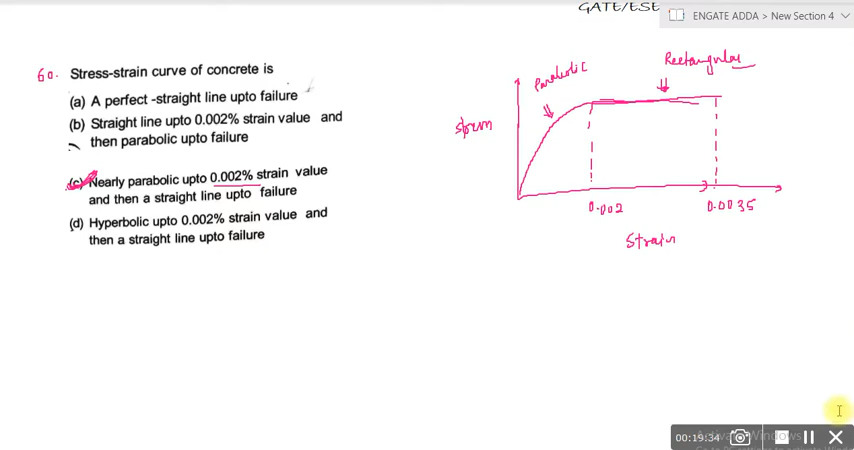 GATE/ESE
ENGATE ADDA > New Section 4
60. Stress-strain curve of concrete is
(a) A perfect -straight line upto failure
(b) Straight line upto 0.002% strain value and
then parabolic upto failure
(c) Nearly parabolic upto 0.002% strain value
and then a straight line upto failure
(d) Hyperbolic upto 0.002% strain value and
then a straight line upto failure
Parabolic
Rectangular
0.002
0.0035
Strain
00:19:34
Activate Windows